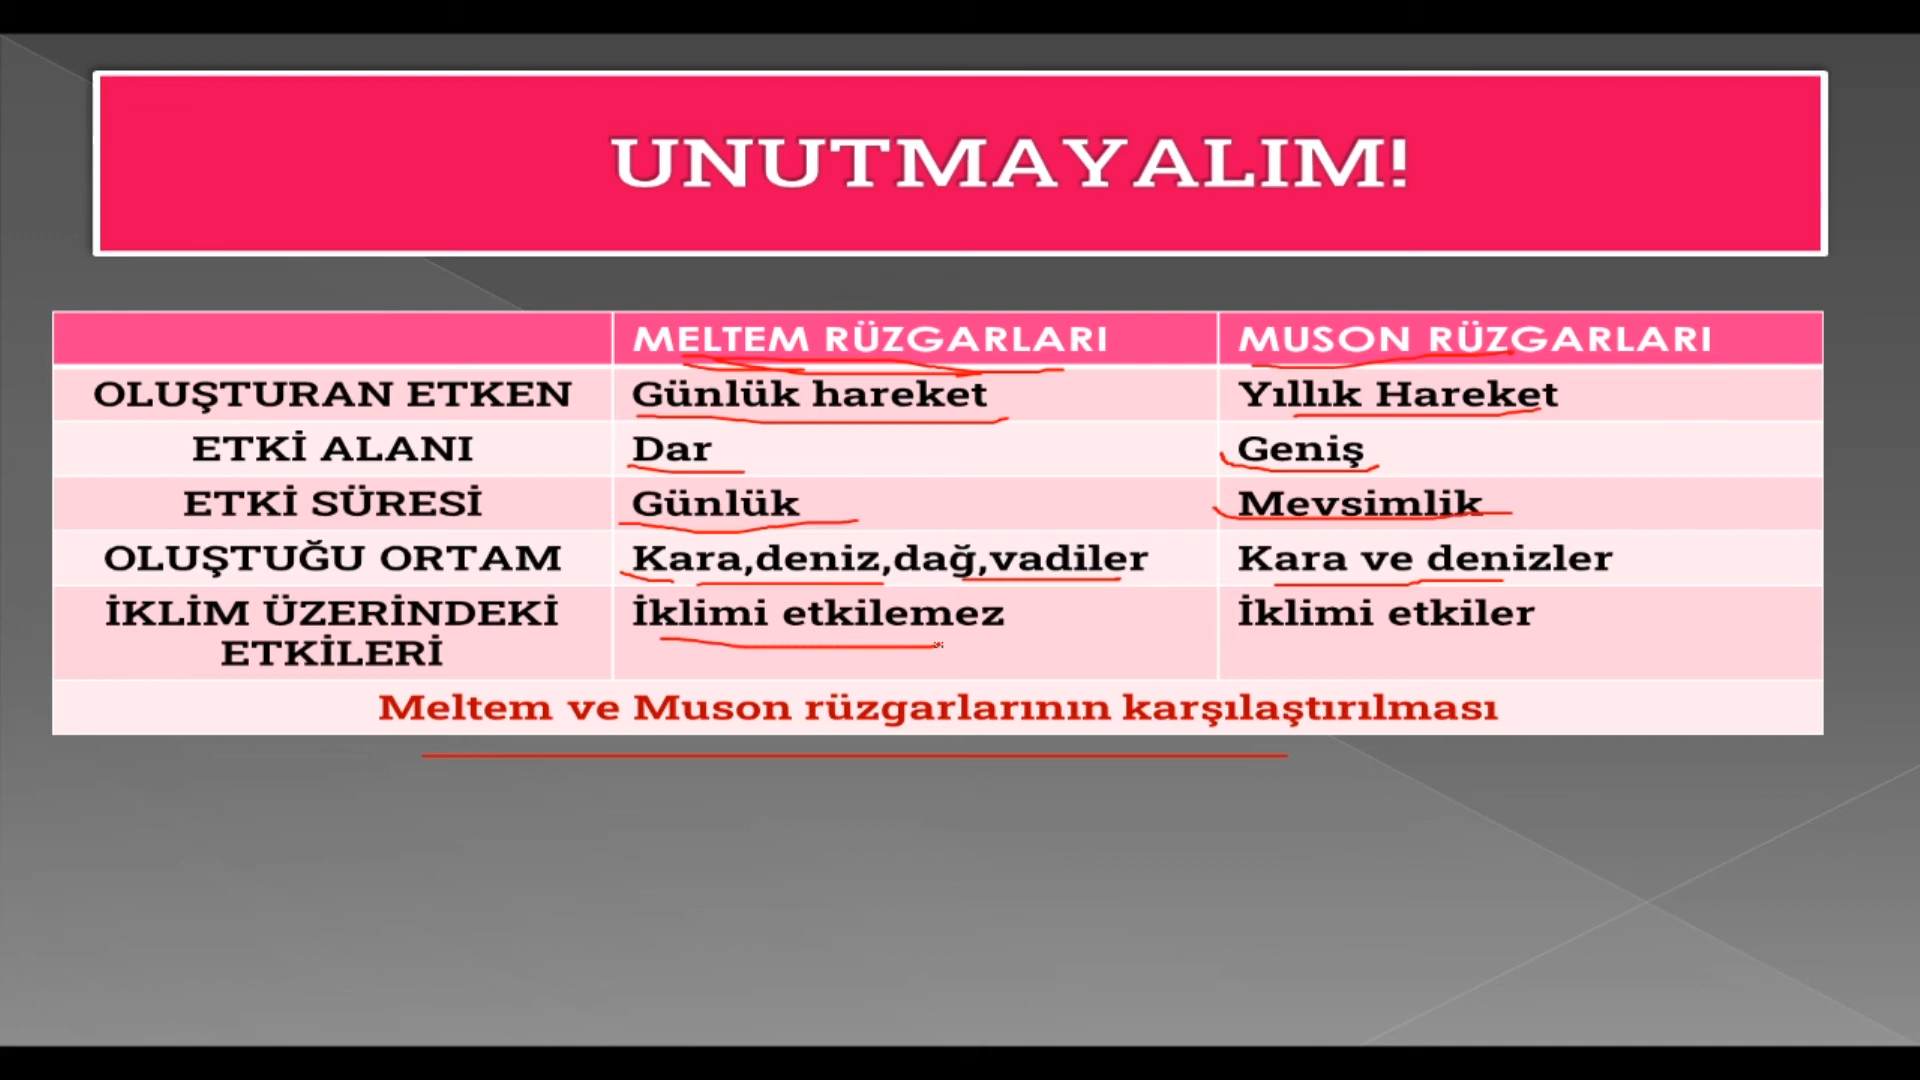 UNUTMAYALIM!
MELTEM RÜZGARLARI MUSON RÜZGARLARI
OLUŞTURAN ETKEN Günlük hareket Yıllık Hareket
ETKİ ALANI Dar Geniş
ETKİ SÜRESİ Günlük Mevsimlik
OLUŞTUĞU ORTAM Kara,deniz,dağ,vadiler Kara ve denizler
İKLİM ÜZERİNDEKİ İklimi etkilemez İklimi etkiler
ETKİLERİ
Meltem ve Muson rüzgarlarının karşılaştırılması